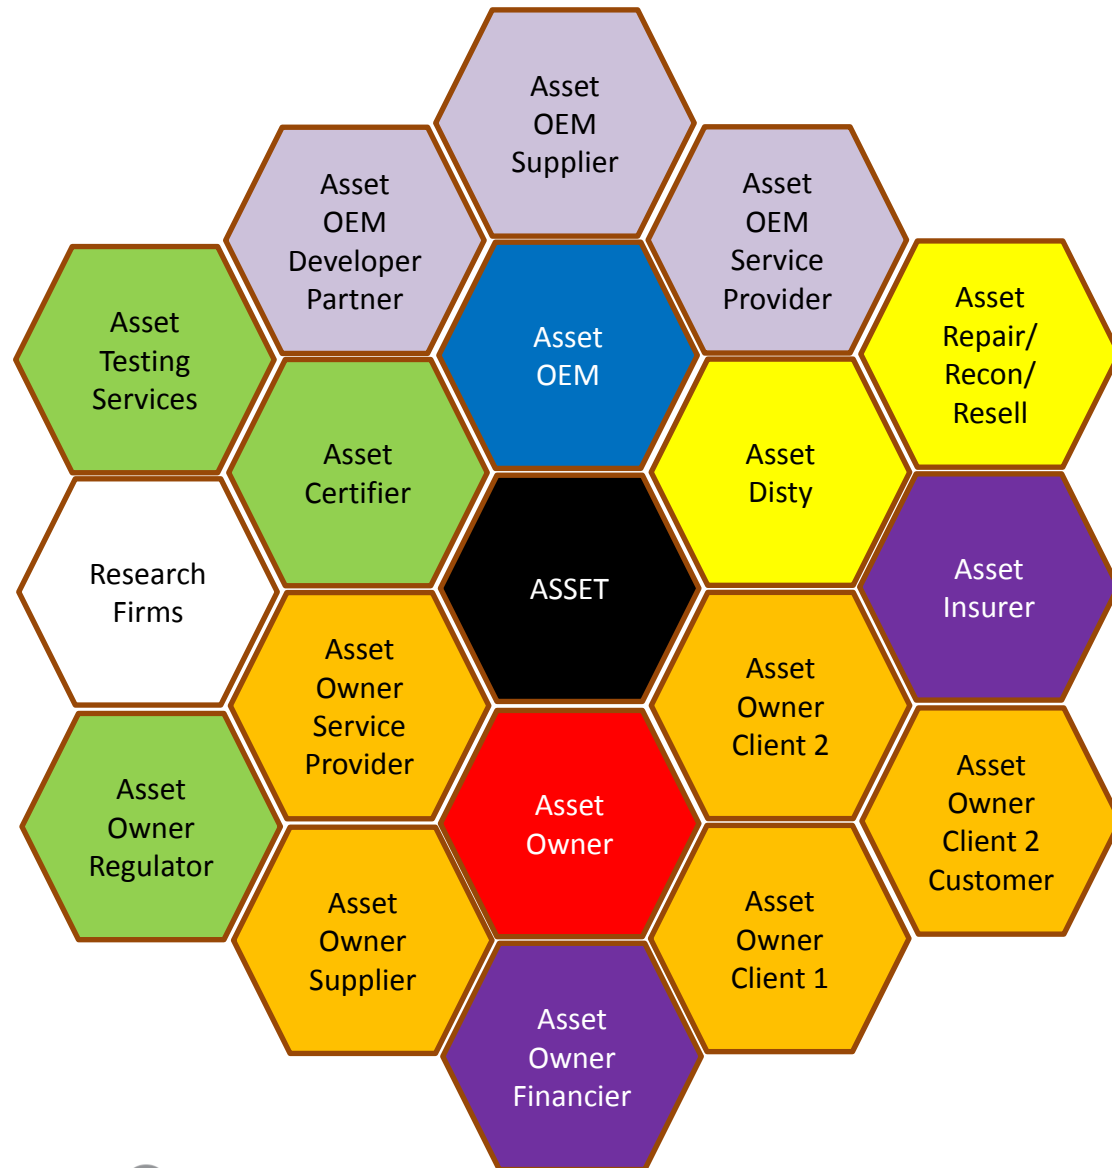 Asset
OEM
Supplier
Asset
OEM
Developer
Partner
Asset
OEM
Service
Provider
Asset
Testing
Services
Asset
OEM
Asset
Repair/
Recon/
Resell
Asset
Certifier
Asset
Disty
Research
Firms
ASSET
Asset
Insurer
Asset
Owner
Service
Provider
Asset
Owner
Client 2
Asset
Owner
Regulator
Asset
Owner
Asset
Owner
Client 2
Customer
Asset
Owner
Supplier
Asset
Owner
Client 1
Asset
Owner
Financier